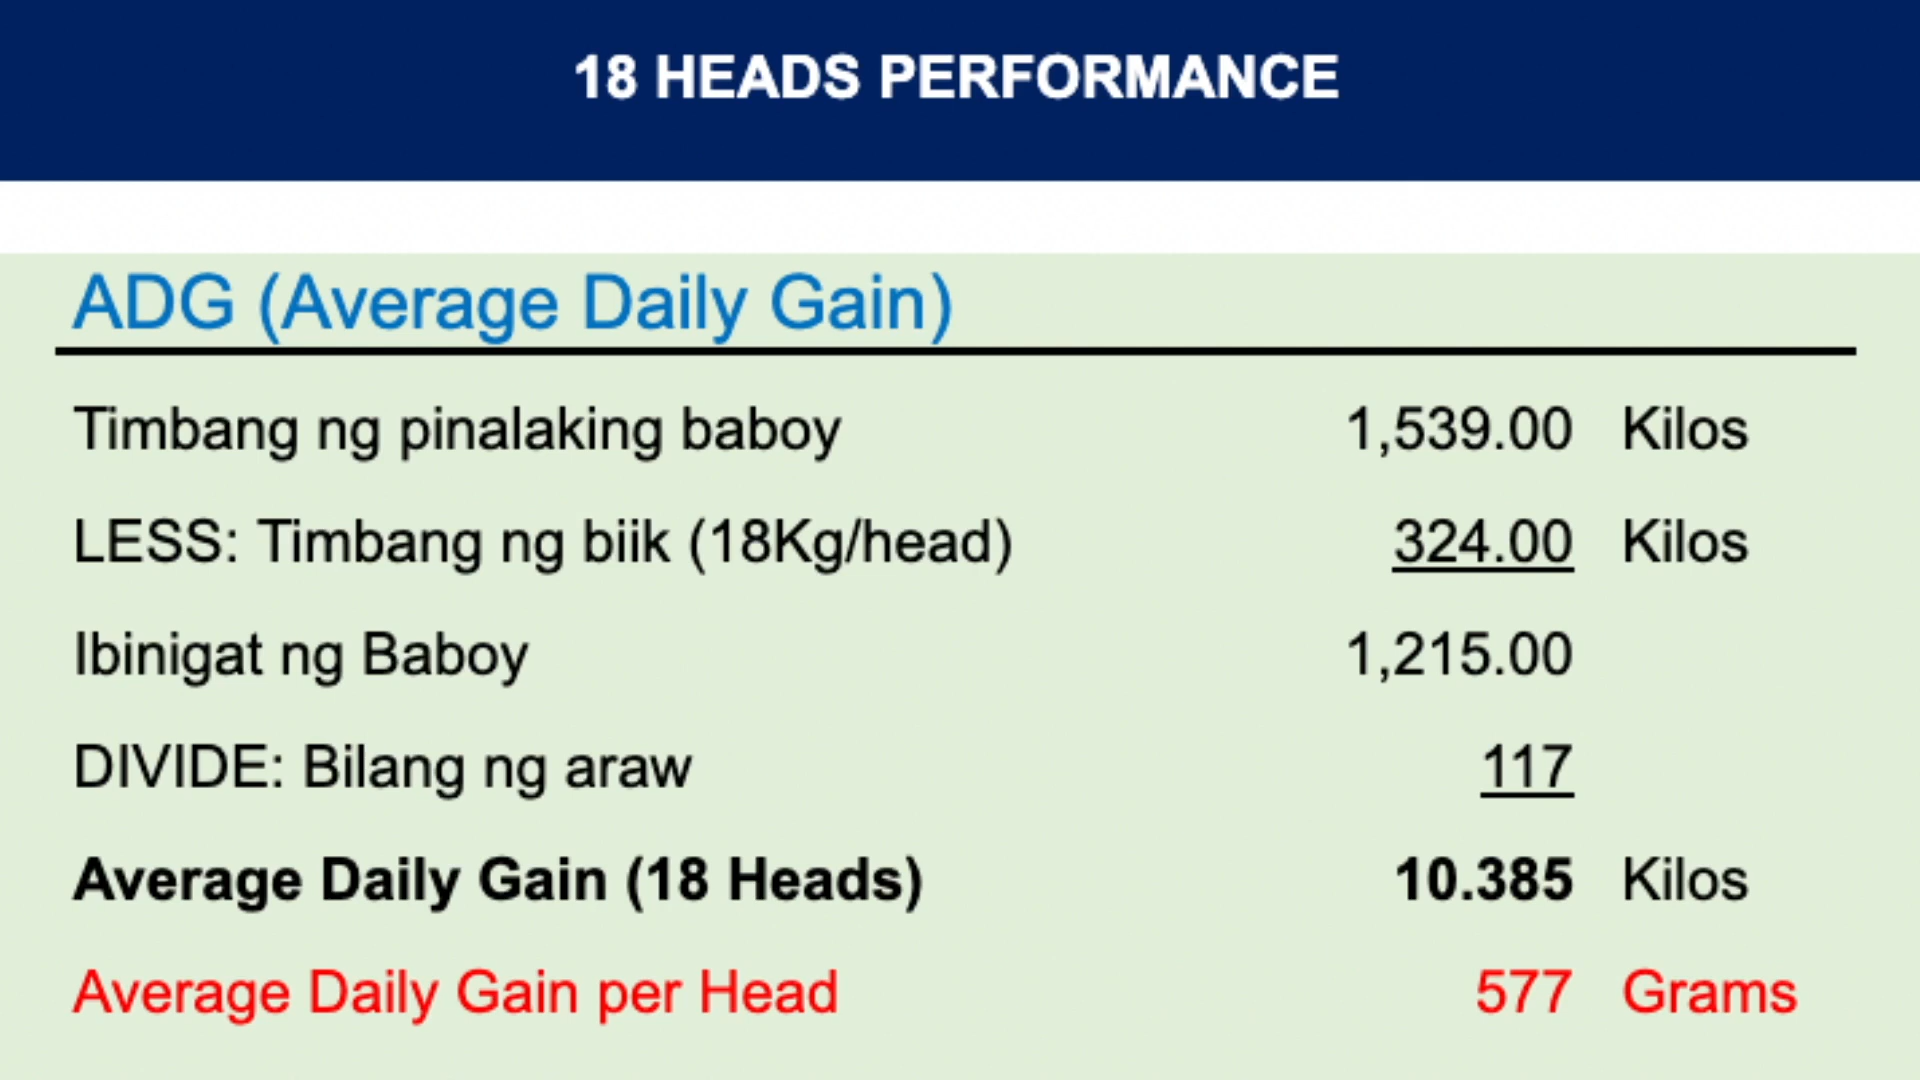 18 HEADS PERFORMANCE
ADG (Average Daily Gain)
Timbang ng pinalaking baboy 1,539.00 Kilos
LESS: Timbang ng biik (18Kg/head) 324.00 Kilos
Ibinigat ng Baboy 1,215.00
DIVIDE: Bilang ng araw 117
Average Daily Gain (18 Heads) 10.385 Kilos
Average Daily Gain per Head 577 Grams